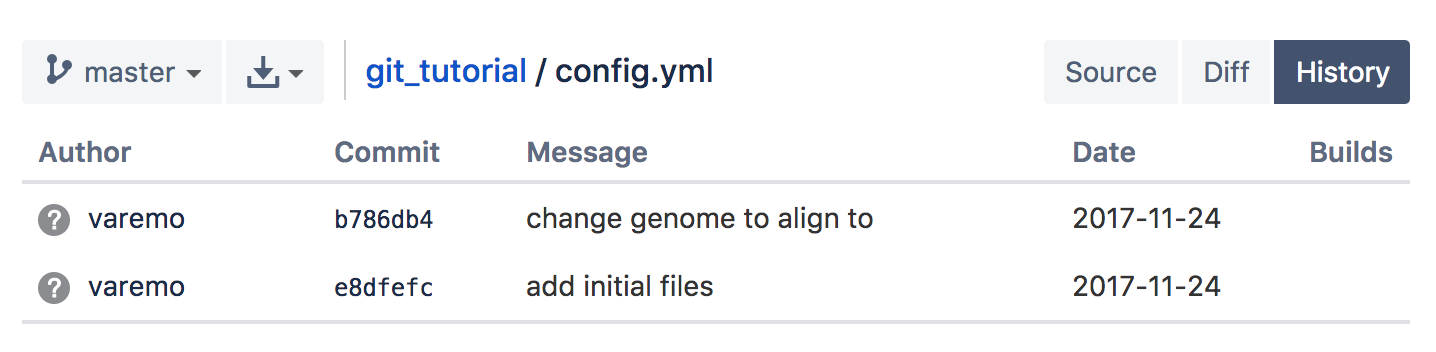 master git_tutorial / config.yml Source Diff History
Author Commit Message Date Builds
? varemo b786db4 change genome to align to 2017-11-24
? varemo e8dfefc add initial files 2017-11-24